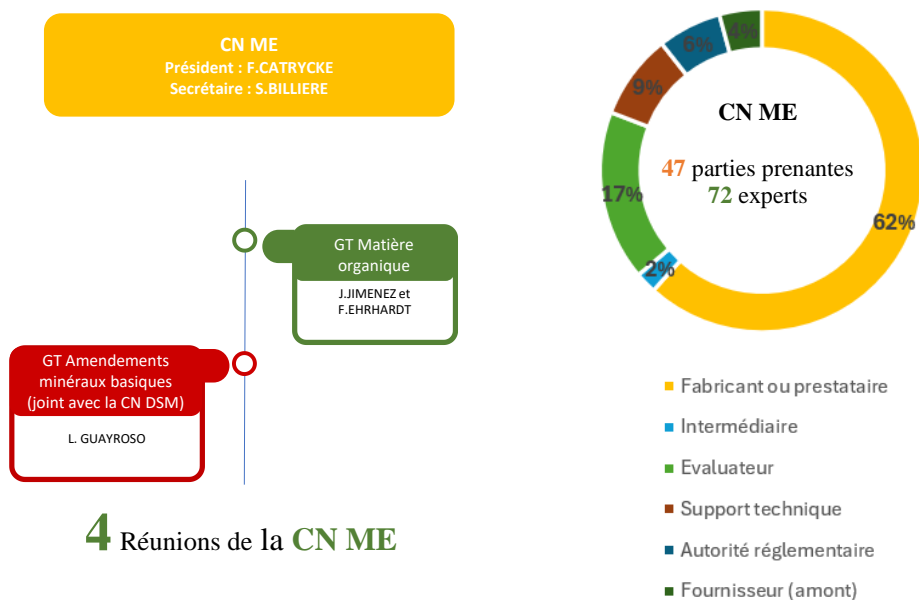 CN ME
Président : F.CATRYCKE
Secrétaire : S.BILLIERE
GT Matière
organique
J.JIMENEZ et
F.EHRHARDT
GT Amendements
minéraux basiques
(joint avec la CN DSM)
L. GUAYROSO
4 Réunions de la CN ME
4%
6%
9%
17%
2%
62%
CN ME
47 parties prenantes
72 experts
Fabricant ou prestataire
Intermédiaire
Evaluateur
Support technique
Autorité réglementaire
Fournisseur (amont)